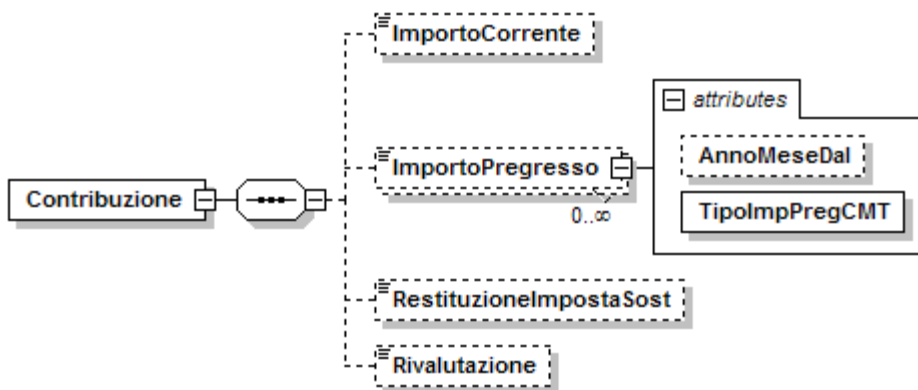 ImportoCorrente
attributes
AnnoMeseDal
ImportoPregresso
Contribuzione
TipoImpPregCMT
0..∞
RestituzioneImpostaSost
Rivalutazione